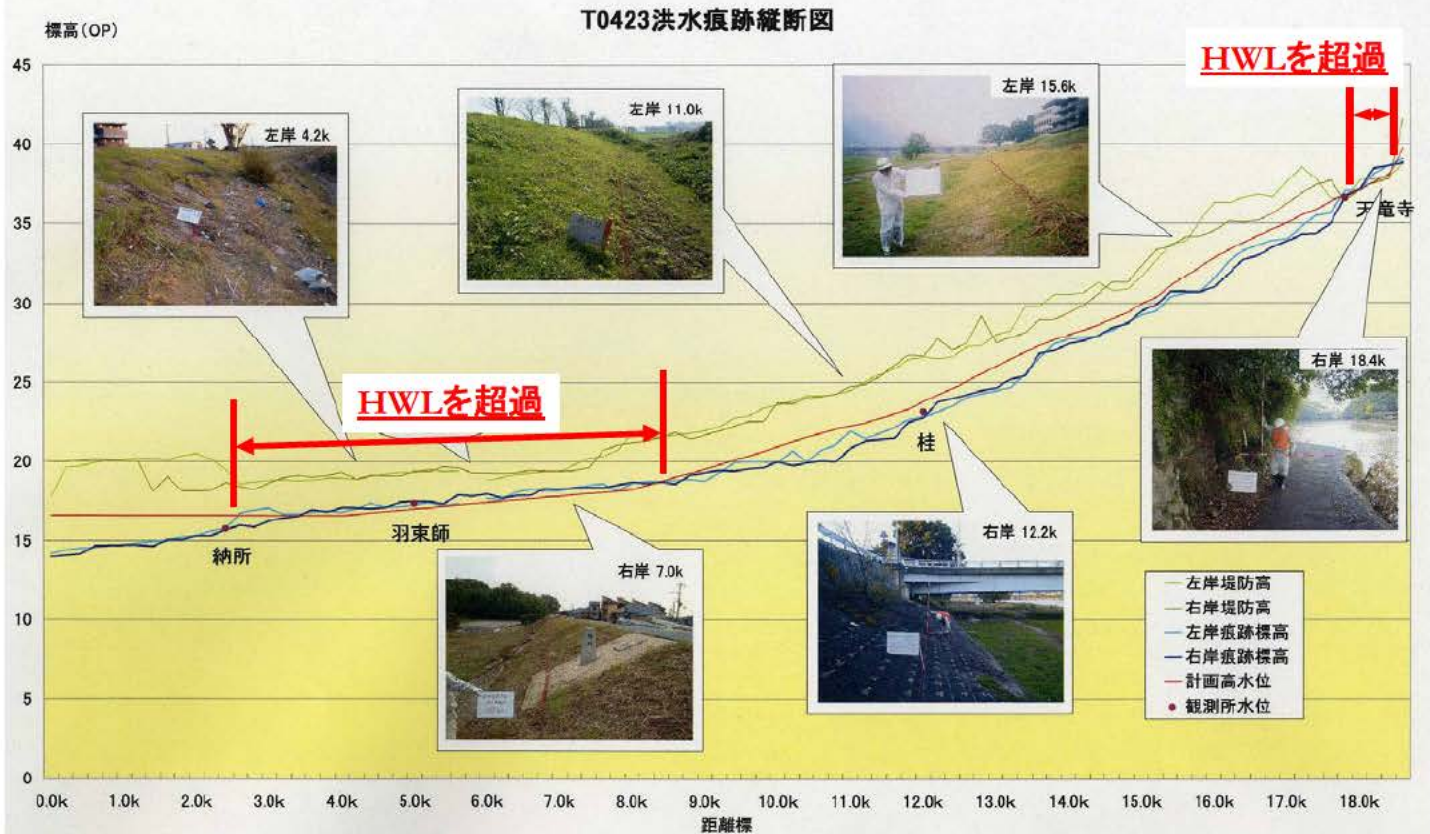 T0423洪水痕跡縦断図
標高(OP)
HWLを超過
45
40
35
30
25
20
15
10
5
0
左岸 4.2k
左岸 11.0k
左岸 15.6k
HWLを超過
天竜寺
桂
羽束師
納所
右岸 18.4k
右岸 12.2k
右岸 7.0k
左岸堤防高
右岸堤防高
左岸痕跡標高
右岸痕跡標高
計画高水位
観測所水位
0.0k 1.0k 2.0k 3.0k 4.0k 5.0k 6.0k 7.0k 8.0k 9.0k 10.0k 11.0k 12.0k 13.0k 14.0k 15.0k 16.0k 17.0k 18.0k
距離標